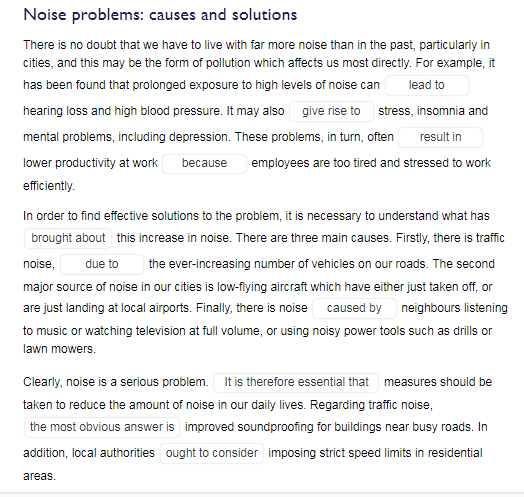 Noise problems: causes and solutions
There is no doubt that we have to live with far more noise than in the past, particularly in
cities, and this may be the form of pollution which affects us most directly. For example, it
has been found that prolonged exposure to high levels of noise can lead to
hearing loss and high blood pressure. It may also give rise to stress, insomnia and
mental problems, including depression. These problems, in turn, often result in
lower productivity at work because employees are too tired and stressed to work
efficiently.
In order to find effective solutions to the problem, it is necessary to understand what has
brought about this increase in noise. There are three main causes. Firstly, there is traffic
noise, due to the ever-increasing number of vehicles on our roads. The second
major source of noise in our cities is low-flying aircraft which have either just taken off, or
are just landing at local airports. Finally, there is noise caused by neighbours listening
to music or watching television at full volume, or using noisy power tools such as drills or
lawn mowers.
Clearly, noise is a serious problem. It is therefore essential that measures should be
taken to reduce the amount of noise in our daily lives. Regarding traffic noise,
the most obvious answer is improved soundproofing for buildings near busy roads. In
addition, local authorities ought to consider imposing strict speed limits in residential
areas.